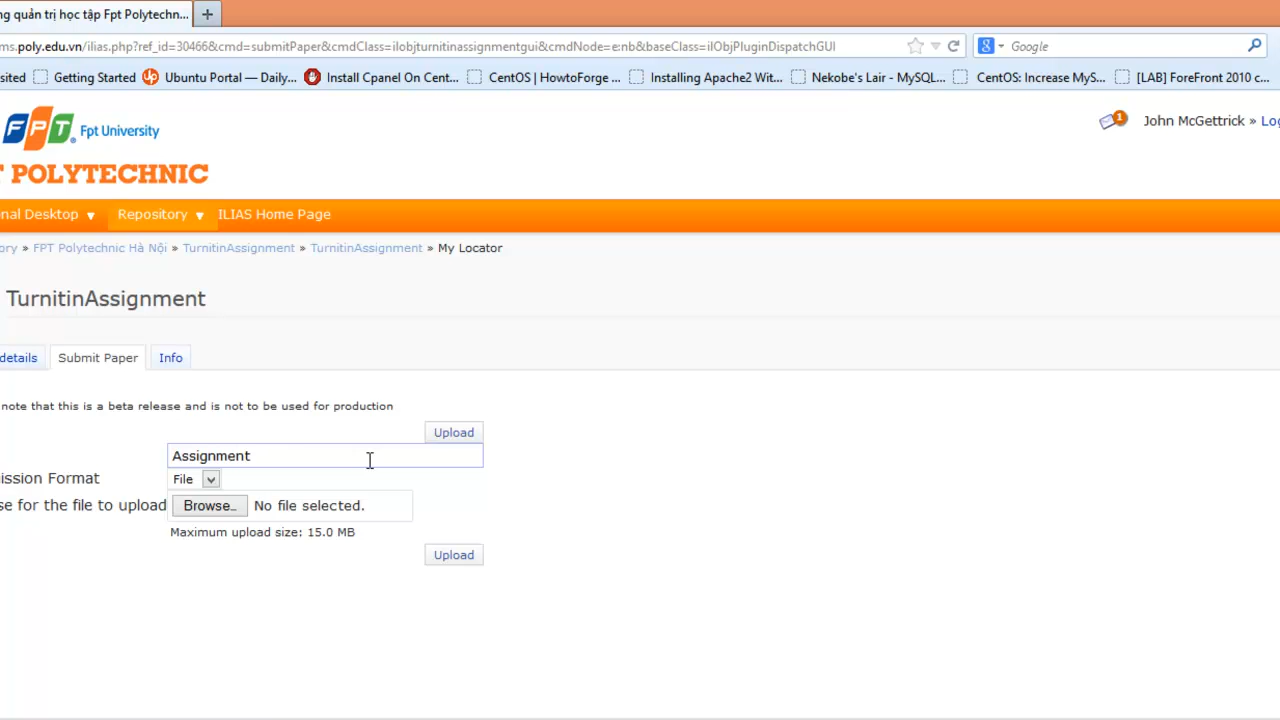 ng quản trị học tập Fpt Polytechn... +
ms.poly.edu.vn/ilias.php?ref_id=30466&cmd=submitPaper&cmdClass=ilobjturnitinassignmentgui&cmdNode=e:nb&baseClass=ilObjPluginDispatchGUI Google
sited Getting Started Ubuntu Portal — Daily... Install Cpanel On Cent... CentOS | HowtoForge ... Installing Apache2 Wit... Nekobe's Lair - MySQL... CentOS: Increase MyS... [LAB] ForeFront 2010 c...
FPT Fpt University
1 John McGettrick » Log
T POLYTECHNIC
nal Desktop Repository ILIAS Home Page
ory » FPT Polytechnic Hà Nội » TurnitinAssignment » TurnitinAssignment » My Locator
TurnitinAssignment
details Submit Paper Info
note that this is a beta release and is not to be used for production
Upload
Assignment
ission Format File
se for the file to upload Browse... No file selected.
Maximum upload size: 15.0 MB
Upload